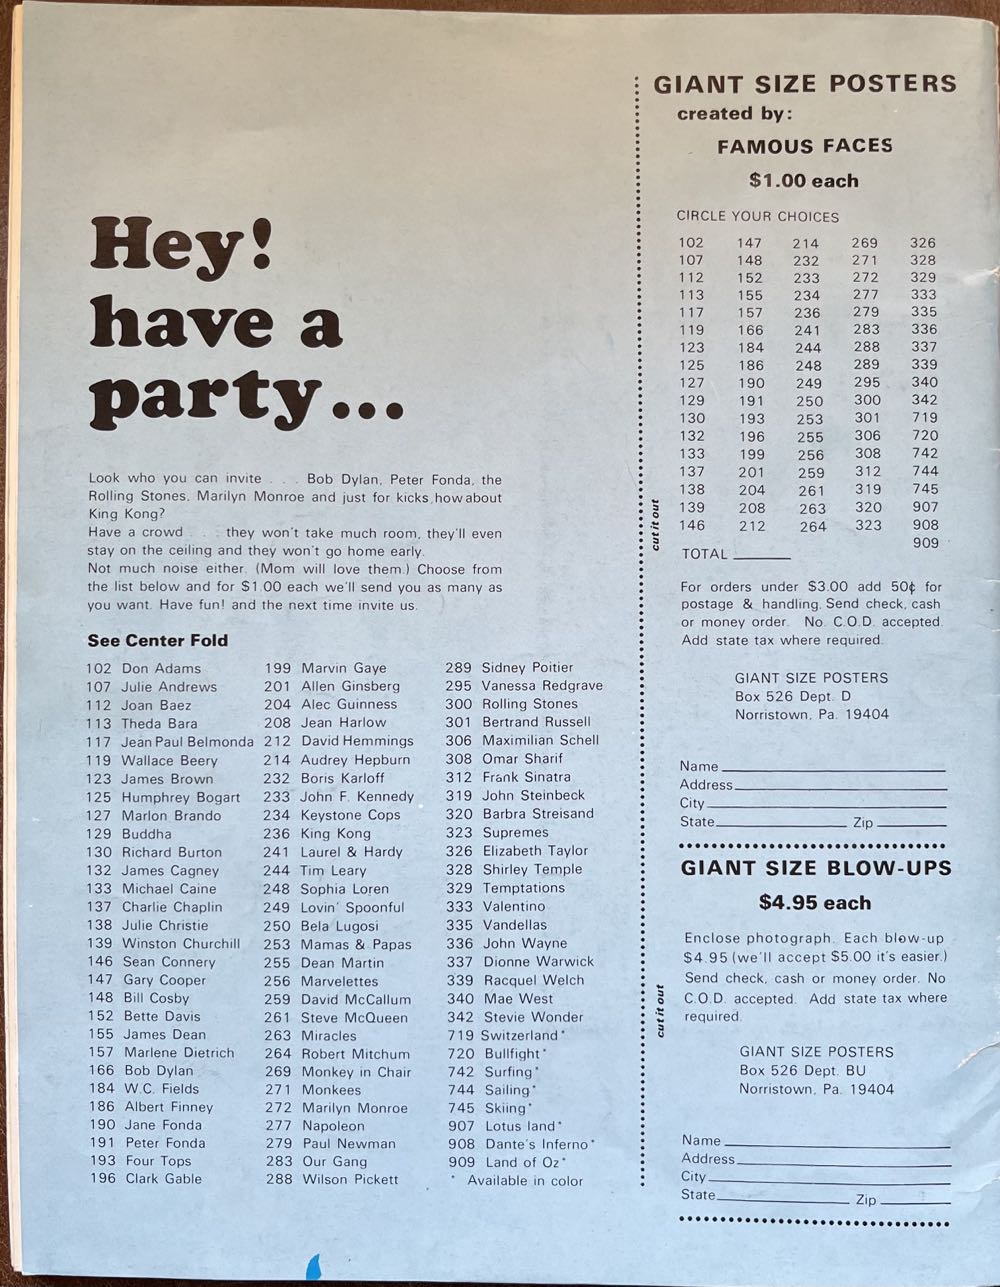 Hey!
have a
party...
Look who you can invite . . . Bob Dylan, Peter Fonda, the
Rolling Stones, Marilyn Monroe and just for kicks, how about
King Kong?
Have a crowd . . . they won't take much room, they'll even
stay on the ceiling and they won't go home early.
Not much noise either. (Mom will love them.) Choose from
the list below and for $1.00 each we'll send you as many as
you want. Have fun! and the next time invite us.
See Center Fold
102 Don Adams
107 Julie Andrews
112 Joan Baez
113 Theda Bara
117 Jean Paul Belmonda
119 Wallace Beery
123 James Brown
125 Humphrey Bogart
127 Marlon Brando
129 Buddha
130 Richard Burton
132 James Cagney
133 Michael Caine
137 Charlie Chaplin
138 Julie Christie
139 Winston Churchill
146 Sean Connery
147 Gary Cooper
148 Bill Cosby
152 Bette Davis
155 James Dean
157 Marlene Dietrich
166 Bob Dylan
184 W.C. Fields
186 Albert Finney
190 Jane Fonda
191 Peter Fonda
193 Four Tops
196 Clark Gable
199 Marvin Gaye
201 Allen Ginsberg
204 Alec Guinness
208 Jean Harlow
212 David Hemmings
214 Audrey Hepburn
232 Boris Karloff
233 John F. Kennedy
234 Keystone Cops
236 King Kong
241 Laurel & Hardy
244 Tim Leary
248 Sophia Loren
249 Lovin' Spoonful
250 Bela Lugosi
253 Mamas & Papas
255 Dean Martin
256 Marvelettes
259 David McCallum
261 Steve McQueen
263 Miracles
264 Robert Mitchum
269 Monkey in Chair
271 Monkees
272 Marilyn Monroe
277 Napoleon
279 Paul Newman
283 Our Gang
288 Wilson Pickett
289 Sidney Poitier
295 Vanessa Redgrave
300 Rolling Stones
301 Bertrand Russell
306 Maximilian Schell
308 Omar Sharif
312 Frank Sinatra
319 John Steinbeck
320 Barbra Streisand
323 Supremes
326 Elizabeth Taylor
328 Shirley Temple
329 Temptations
333 Valentino
335 Vandellas
336 John Wayne
337 Dionne Warwick
339 Racquel Welch
340 Mae West
342 Stevie Wonder
719 Switzerland*
720 Bullfight*
742 Surfing*
744 Sailing*
745 Skiing*
907 Lotus land*
908 Dante's Inferno*
909 Land of Oz*
* Available in color
cut it out
cut it out
GIANT SIZE POSTERS
created by:
FAMOUS FACES
$1.00 each
CIRCLE YOUR CHOICES
102 147 214 269 326
107 148 232 271 328
112 152 233 272 329
113 155 234 277 333
117 157 236 279 335
119 166 241 283 336
123 184 244 288 337
125 186 248 289 339
127 190 249 295 340
129 191 250 300 342
130 193 253 301 719
132 196 255 306 720
133 199 256 308 742
137 201 259 312 744
138 204 261 319 745
139 208 263 320 907
146 212 264 323 908
909
TOTAL
For orders under $3.00 add 50¢ for
postage & handling. Send check, cash
or money order. No C.O.D. accepted.
Add state tax where required.
GIANT SIZE POSTERS
Box 526 Dept. D
Norristown, Pa. 19404
Name
Address
City
State Zip
GIANT SIZE BLOW-UPS
$4.95 each
Enclose photograph. Each blow-up
$4.95 (we'll accept $5.00 it's easier.)
Send check, cash or money order. No
C.O.D. accepted. Add state tax where
required.
GIANT SIZE POSTERS
Box 526 Dept. BU
Norristown, Pa. 19404
Name
Address
City
State Zip